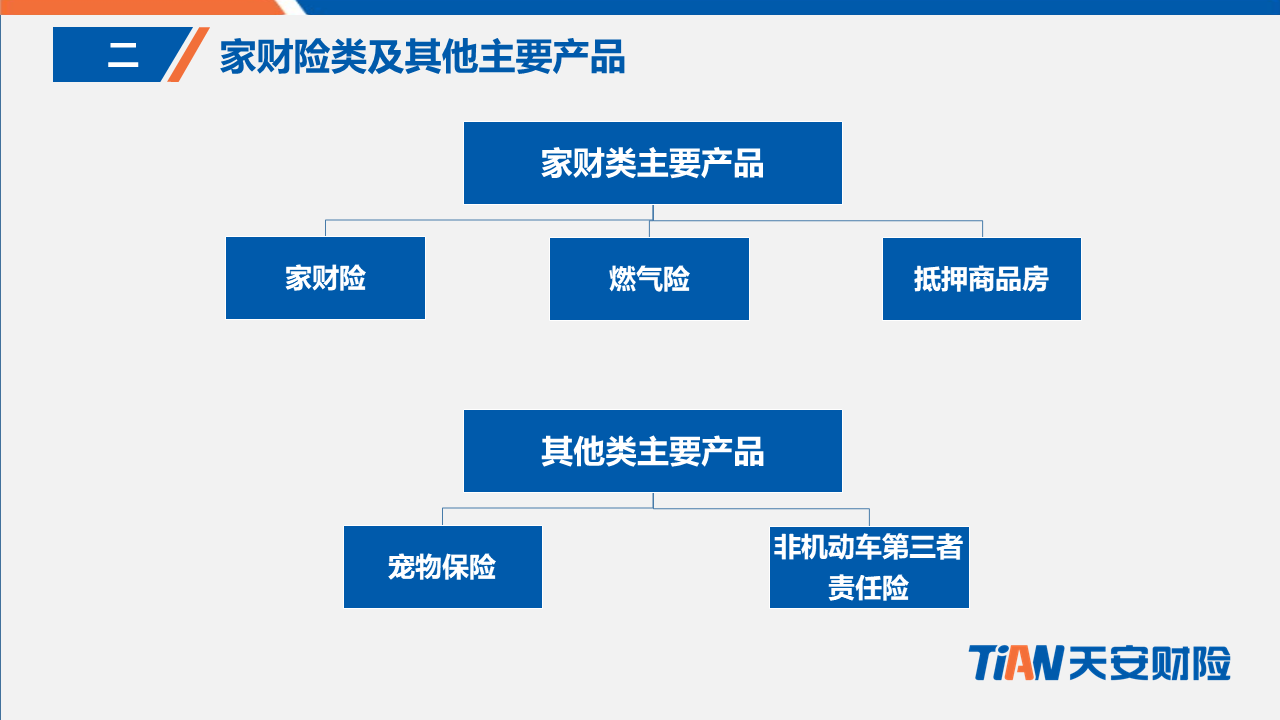 二
家财险类及其他主要产品
家财类主要产品
家财险
燃气险
抵押商品房
其他类主要产品
宠物保险
非机动车第三者
责任险
TiAN天安财险